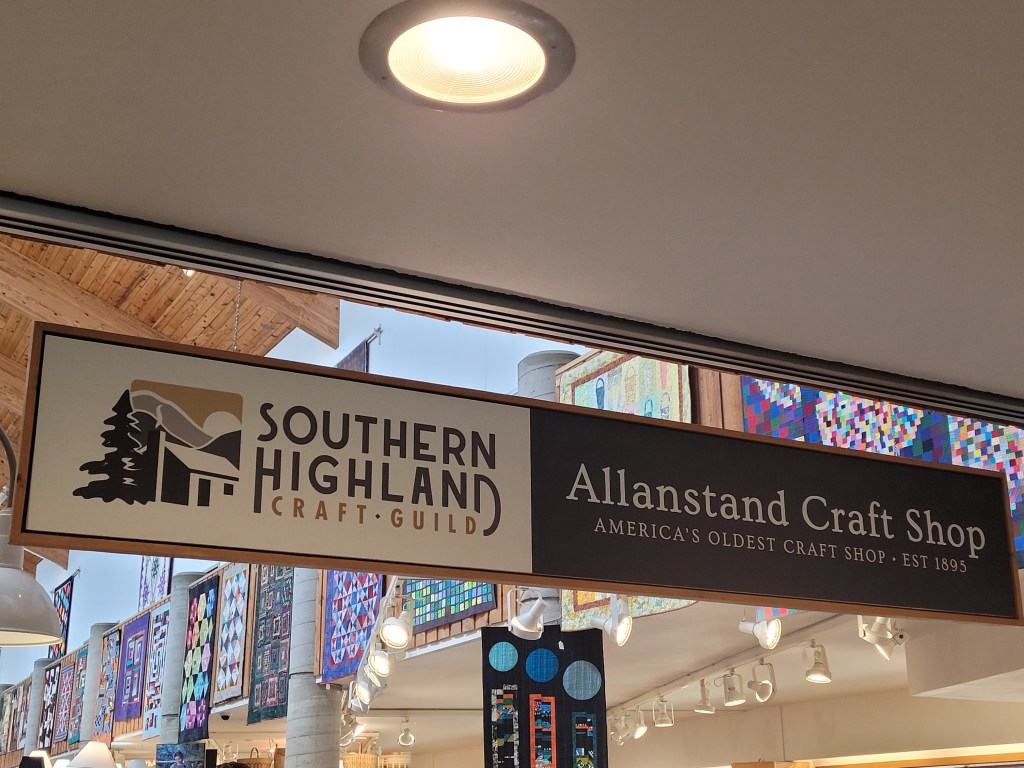 SOUTHERN
HIGHLAND
CRAFT · GUILD
Allanstand Craft Shop
AMERICA'S OLDEST CRAFT SHOP · EST 1895